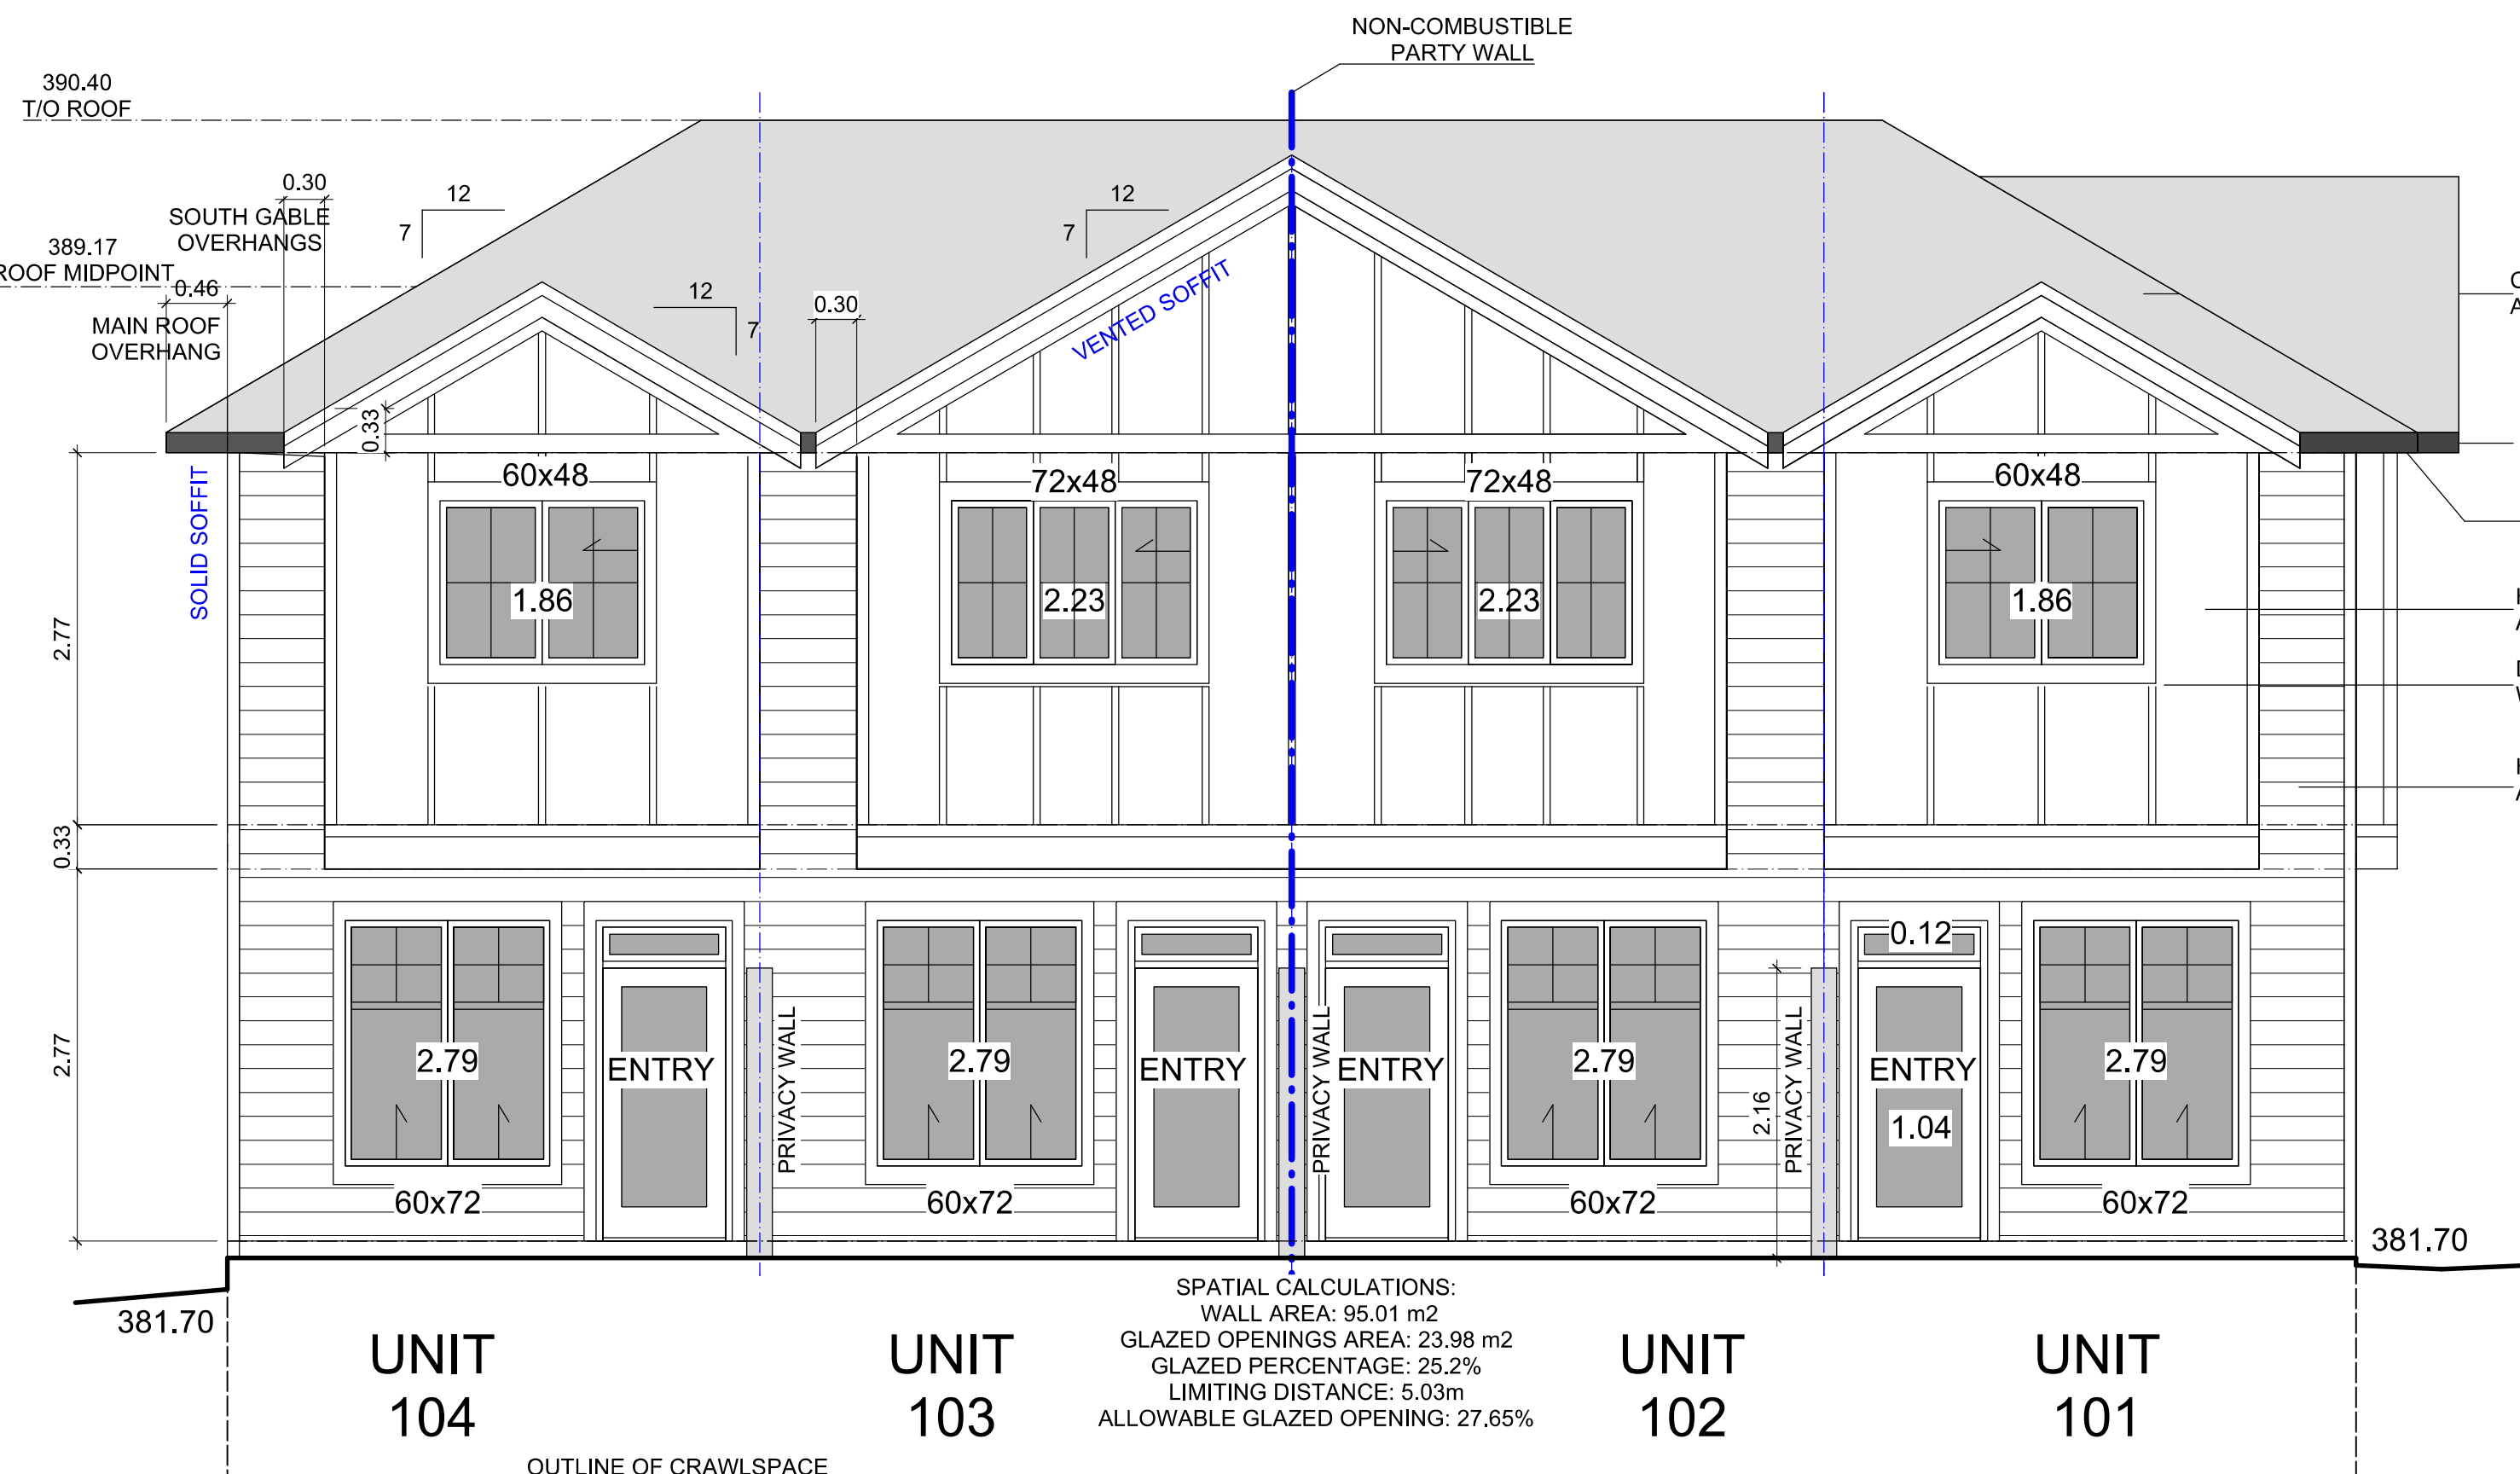 NON-COMBUSTIBLE
PARTY WALL
390.40
T/O ROOF
0.30
12
7
12
7
SOUTH GABLE
OVERHANGS
389.17
ROOF MIDPOINT
0.46
12
7
0.30
MAIN ROOF
OVERHANG
VENTED SOFFIT
0.33
SOLID SOFFIT
60x48
72x48
72x48
60x48
1.86
2.23
2.23
1.86
2.77
0.33
2.77
0.12
2.79
ENTRY
PRIVACY WALL
2.79
ENTRY
PRIVACY WALL
ENTRY
2.79
2.16
PRIVACY WALL
ENTRY
1.04
2.79
60x72
60x72
60x72
60x72
381.70
381.70
SPATIAL CALCULATIONS:
WALL AREA: 95.01 m2
GLAZED OPENINGS AREA: 23.98 m2
GLAZED PERCENTAGE: 25.2%
LIMITING DISTANCE: 5.03m
ALLOWABLE GLAZED OPENING: 27.65%
UNIT
104
UNIT
103
UNIT
102
UNIT
101
OUTLINE OF CRAWLSPACE